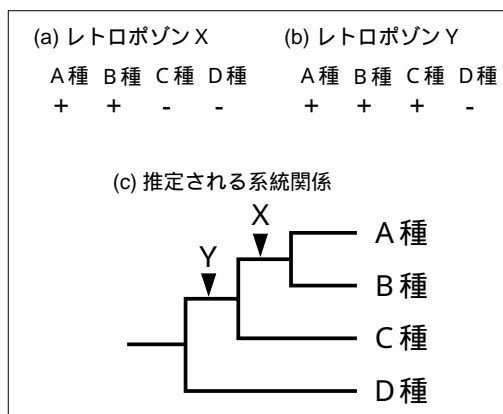 (a) レトロポゾン X (b) レトロポゾン Y
A種 B種 C種 D種 A種 B種 C種 D種
+ + - - + + + -
(c) 推定される系統関係
X
A種
Y
B種
C種
D種